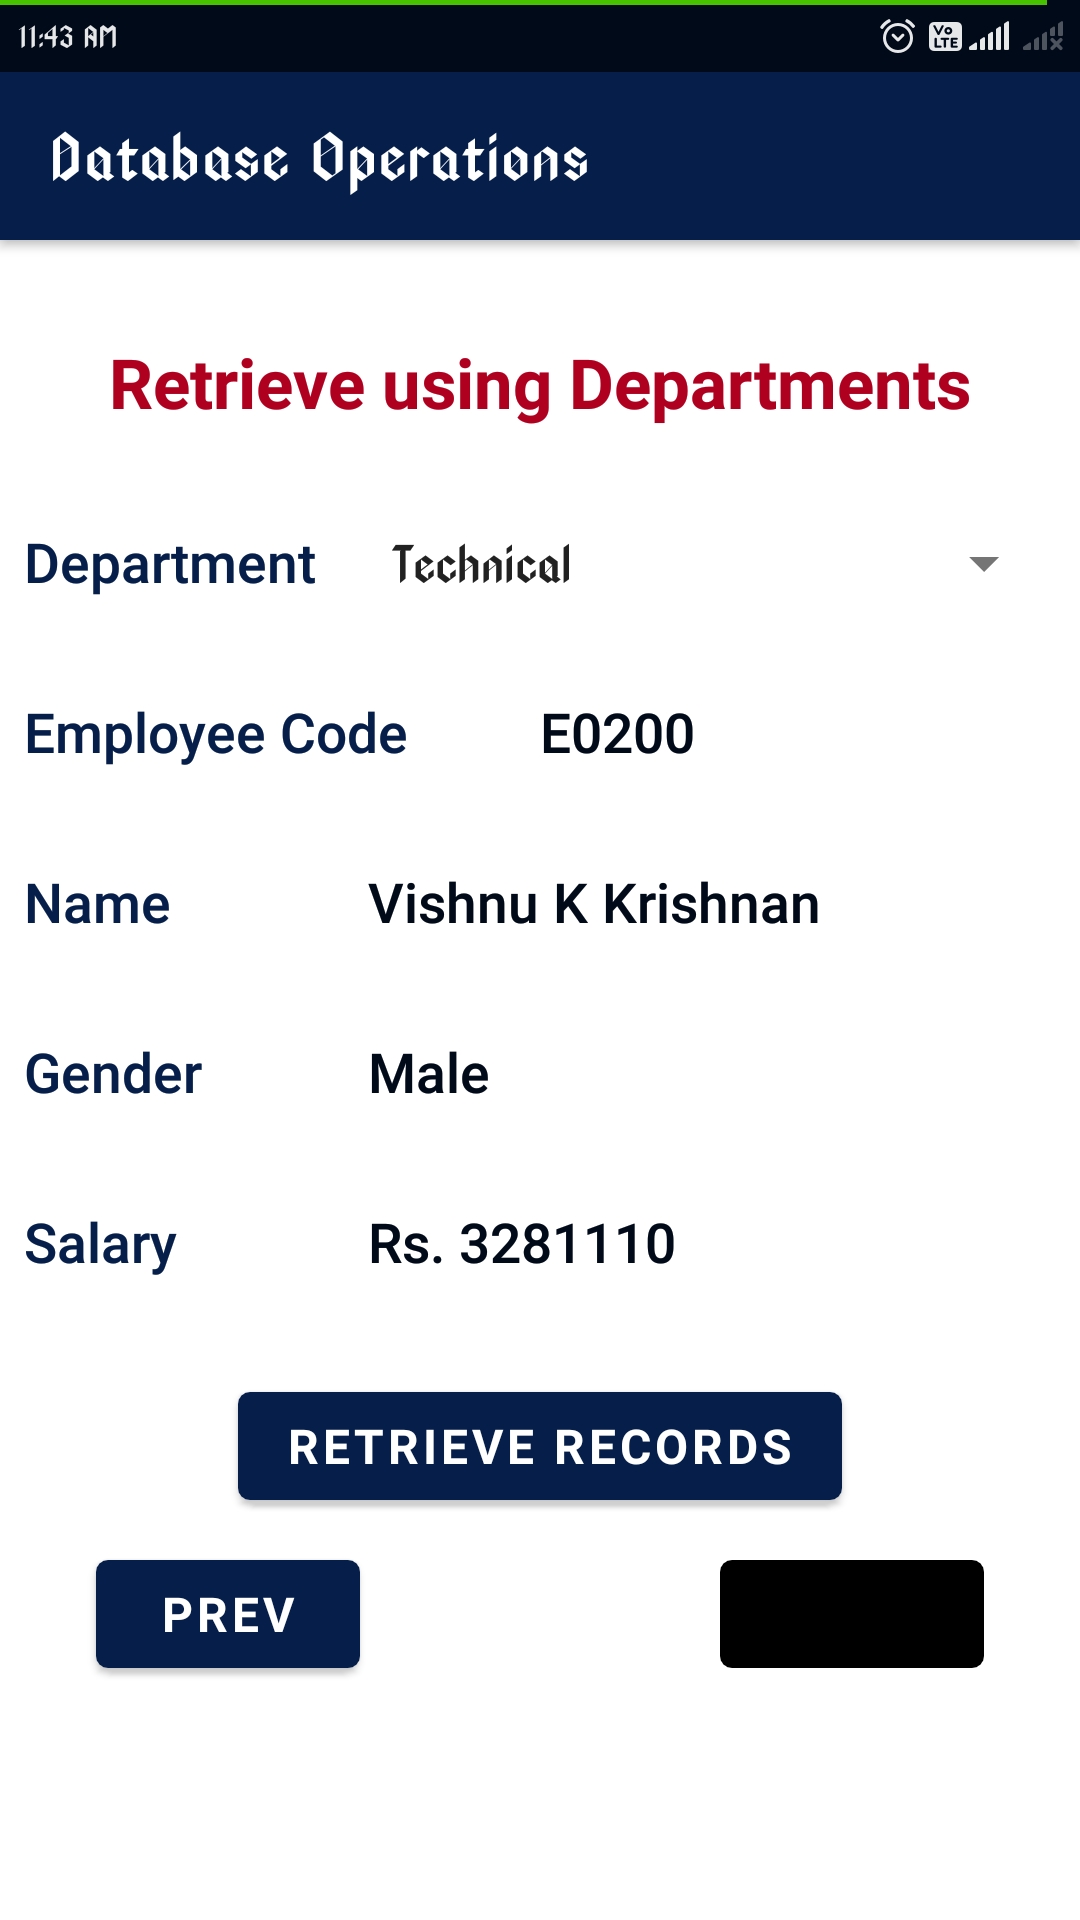 11:43 AM
Vo LTE
Database Operations
Retrieve using Departments
Department Technical
Employee Code E0200
Name Vishnu K Krishnan
Gender Male
Salary Rs. 3281110
RETRIEVE RECORDS
PREV